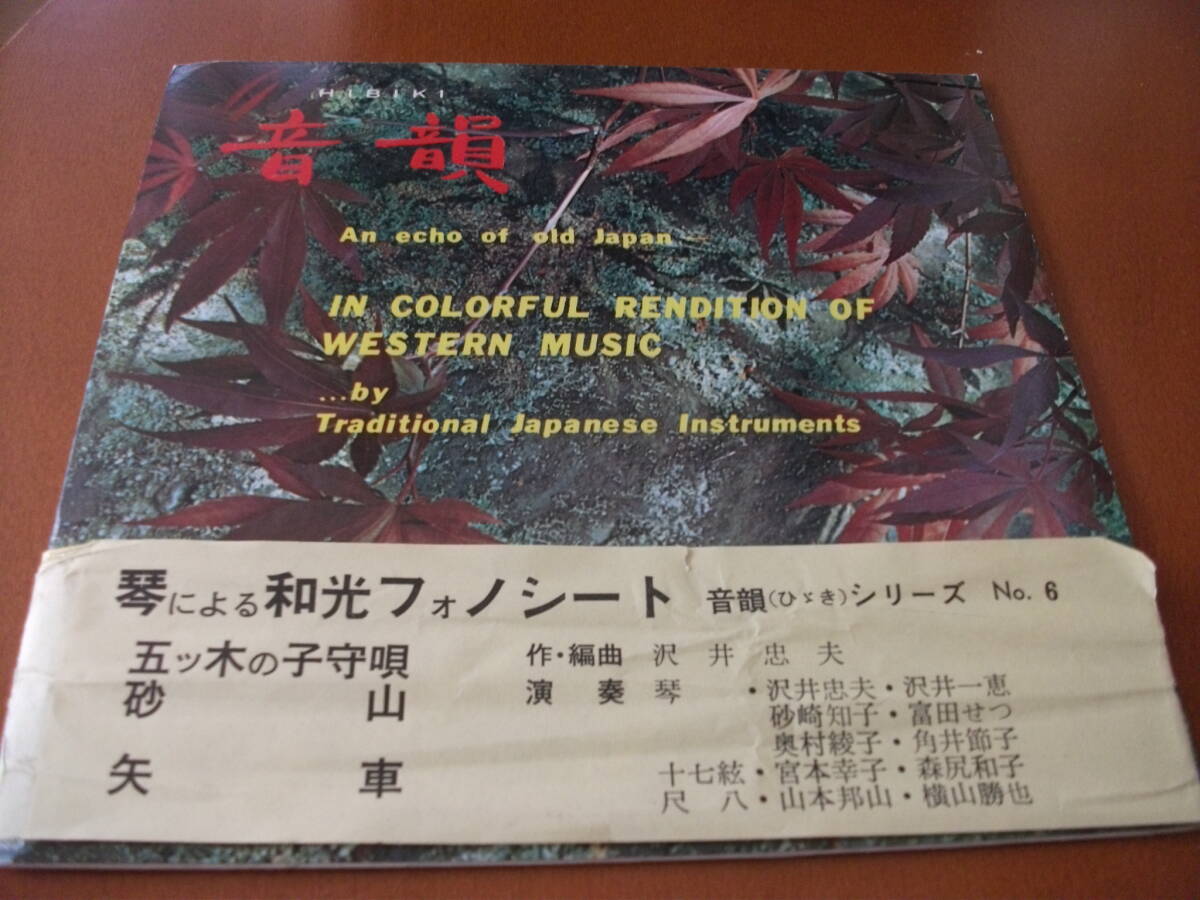 HIBIKI
音韻
An echo of old Japan
IN COLORFUL RENDITION OF
WESTERN MUSIC
...by
Traditional Japanese Instruments
琴による和光フォノシート 音韻(ひゞき)シリーズ No. 6
五ッ木の子守唄
砂山
矢車
作・編曲 沢井忠夫
演奏 琴・沢井忠夫・沢井一恵
砂崎知子・富田せつ
奥村綾子・角井節子
十七絃・宮本幸子・森尻和子
尺八・山本邦山・横山勝也